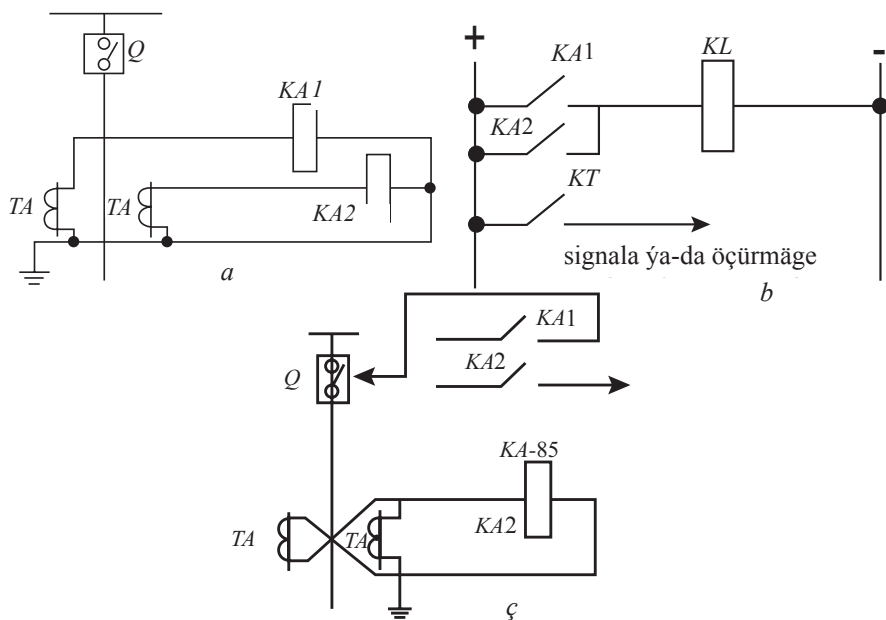 Q
KA1
TA
TA
KA2
a
+
-
KA1
KL
KA2
KT
signala ýa-da öçürmäge
b
KA1
KA2
Q
KA-85
KA2
TA
TA
ç